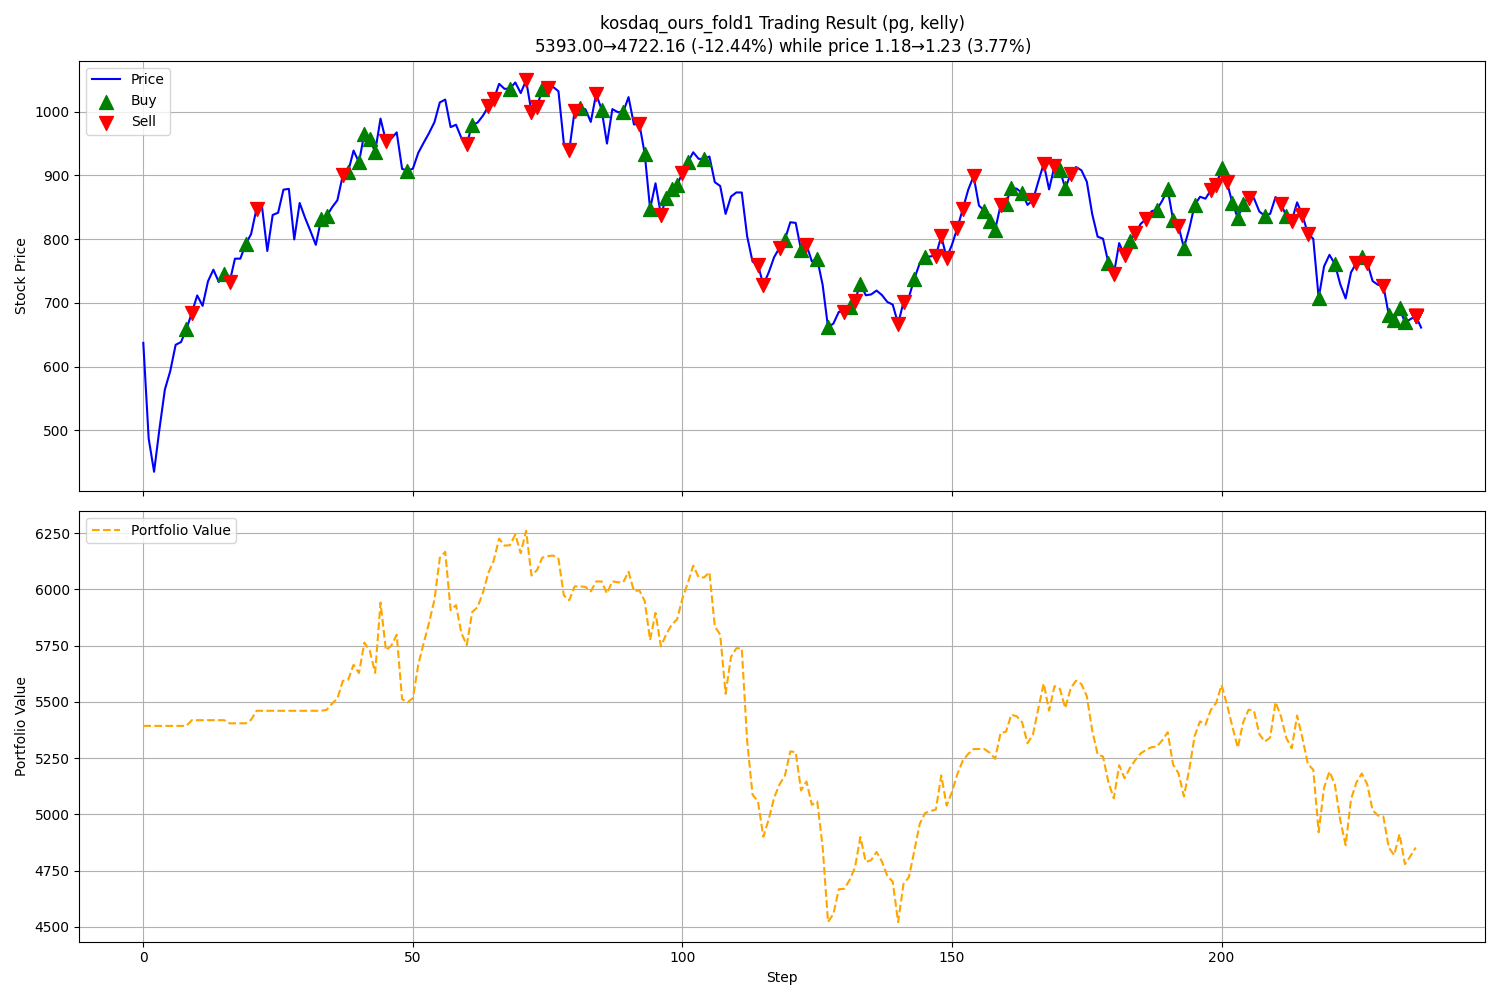 kosdaq_ours_fold1 Trading Result (pg, kelly)
5393.00→4722.16 (-12.44%) while price 1.18→1.23 (3.77%)
Price
Buy
Sell
Stock Price
1000
900
800
700
600
500
Portfolio Value
Portfolio Value
6250
6000
5750
5500
5250
5000
4750
4500
0
50
100
150
200
Step